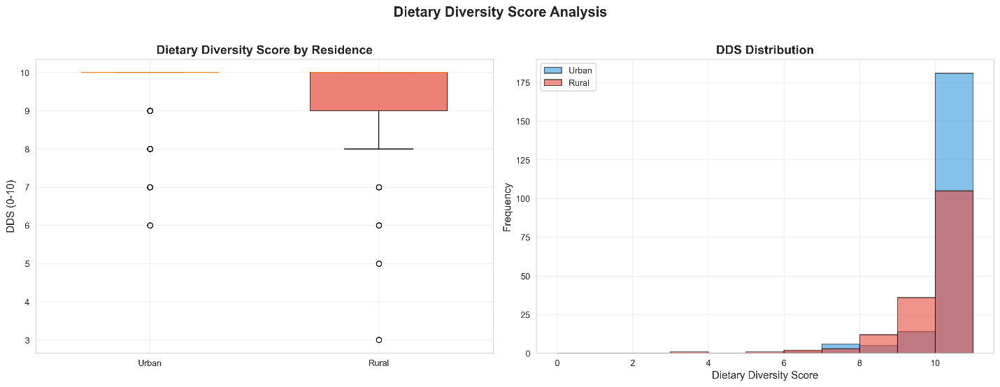 Dietary Diversity Score Analysis
Dietary Diversity Score by Residence
DDS (0-10)
10
9
8
7
6
5
4
3
Urban
Rural
DDS Distribution
Urban
Rural
Frequency
175
150
125
100
75
50
25
0
0
2
4
6
8
10
Dietary Diversity Score